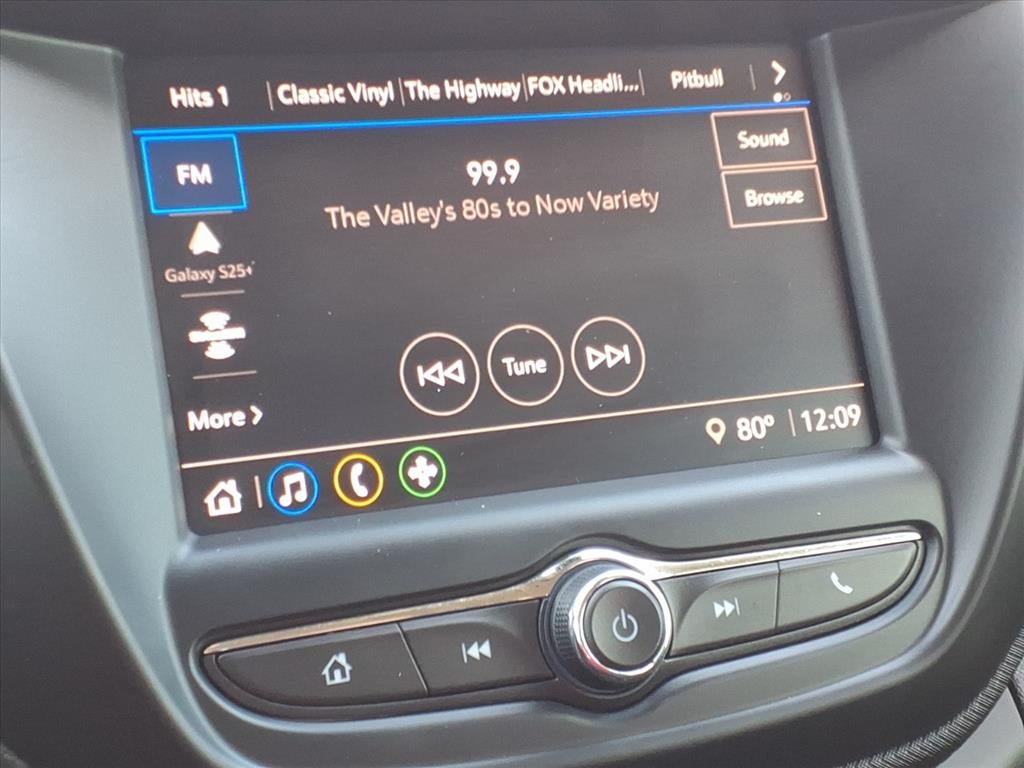 Hits 1
Classic Vinyl
The Highway
FOX Headli...
Pitbull
FM
99.9
The Valley's 80s to Now Variety
Sound
Browse
Galaxy S25+
Tune
More
80° 12:09